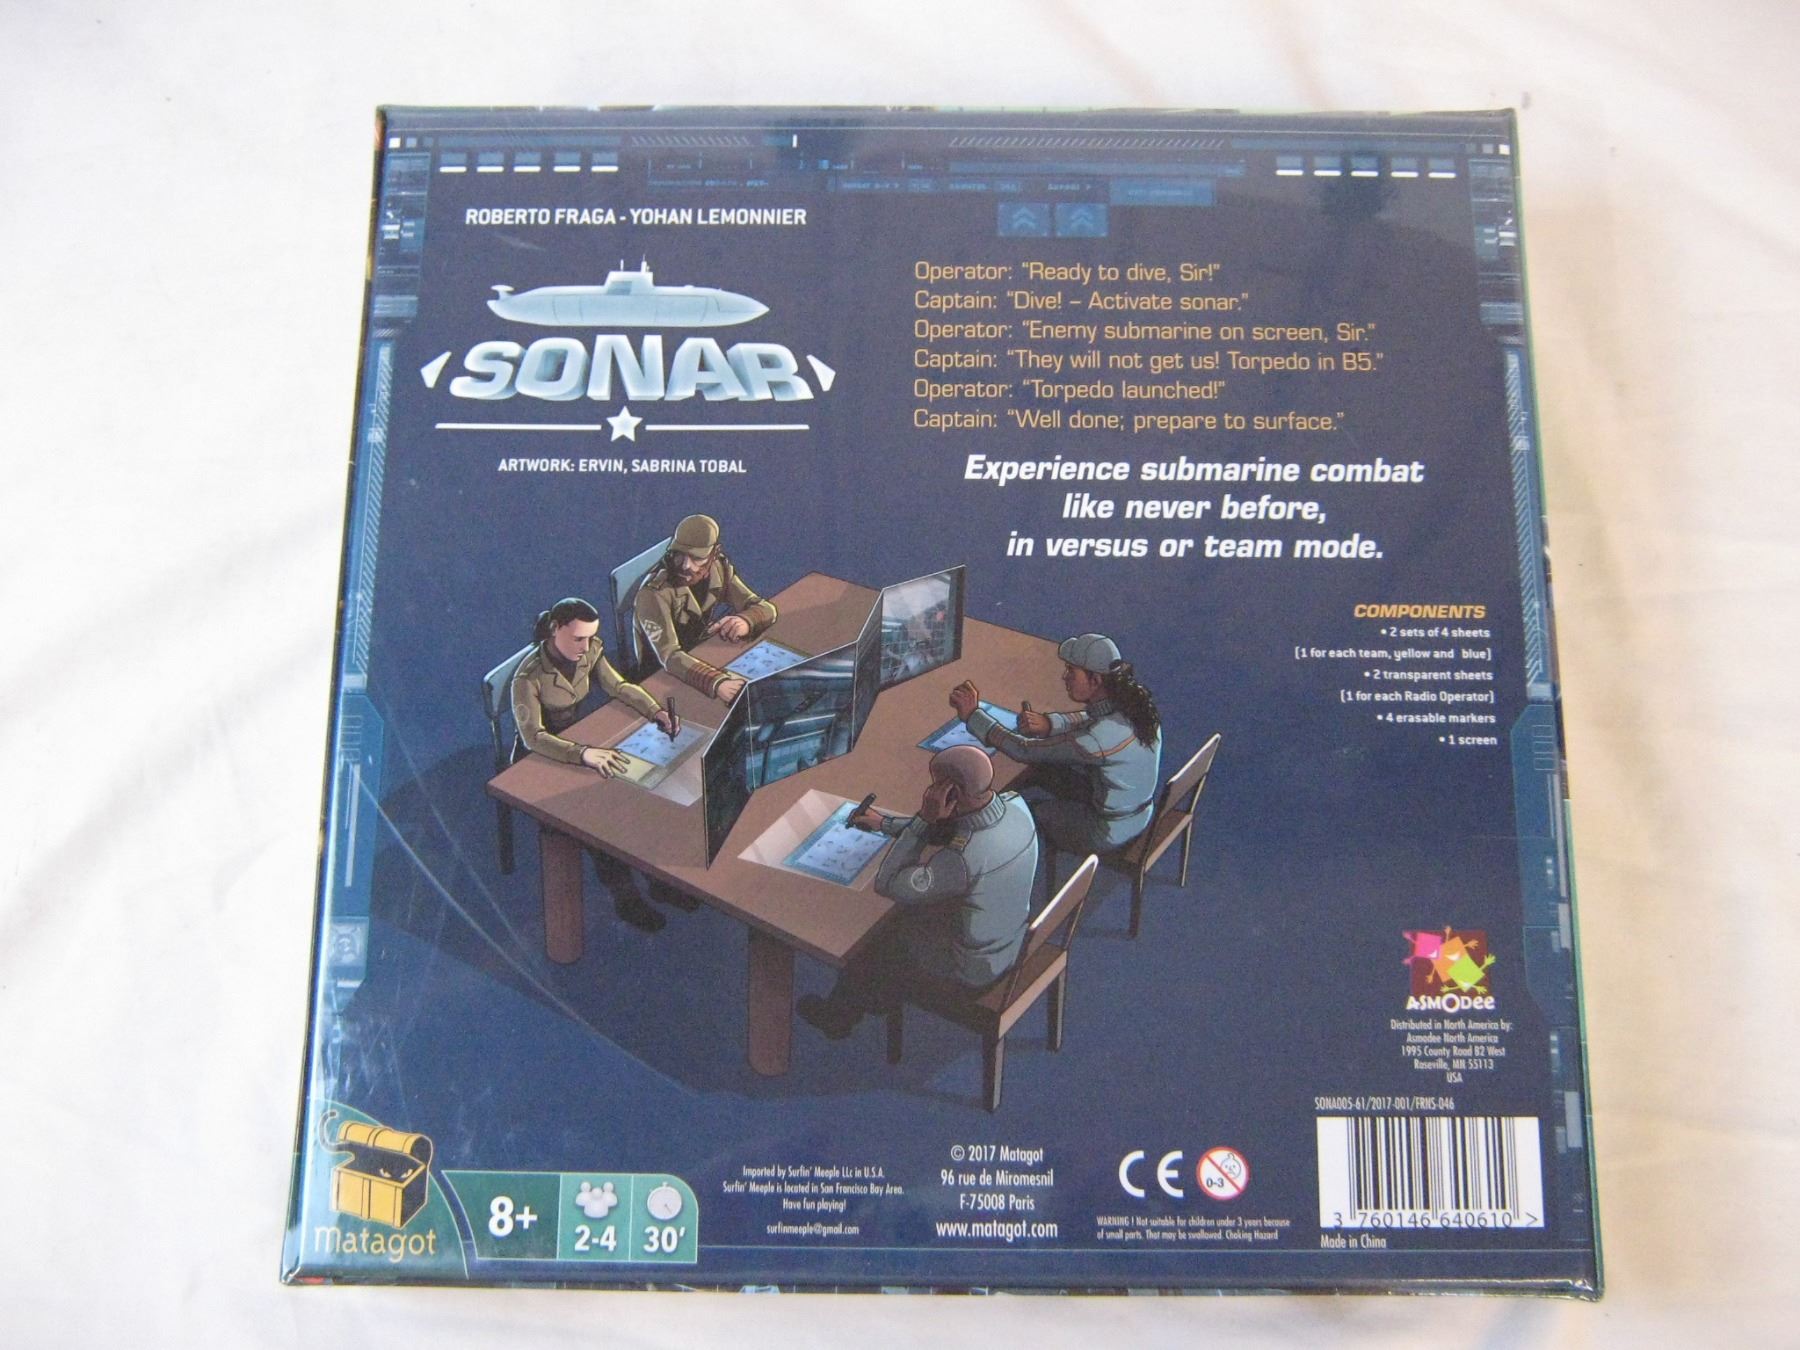 ROBERTO FRAGA - YOHAN LEMONNIER
SONAR
ARTWORK: ERVIN, SABRINA TOBAL
Operator: “Ready to dive, Sir!”
Captain: “Dive! – Activate sonar.”
Operator: “Enemy submarine on screen, Sir.”
Captain: “They will not get us! Torpedo in B5.”
Operator: “Torpedo launched!”
Captain: “Well done; prepare to surface.”
Experience submarine combat
like never before,
in versus or team mode.
COMPONENTS
• 2 sets of 4 sheets
(1 for each team, yellow and blue)
• 2 transparent sheets
(1 for each Radio Operator)
• 4 erasable markers
• 1 screen
ASMODee
Distributed in North America by:
Asmodee North America
1995 County Road B2 West
Roseville, MN 55113
USA
SONA005-61/2017-001/FRNS-046
3 760146 640610 >
Made in China
matagot
8+
2-4
30'
Imported by Surfin' Meeple LLc in U.S.A.
Surfin' Meeple is located in San Francisco Bay Area.
Have fun playing!
surfinmeeple@gmail.com
© 2017 Matagot
96 rue de Miromesnil
F-75008 Paris
www.matagot.com
CE
0-3
WARNING ! Not suitable for children under 3 years because
of small parts. That may be swallowed. Choking Hazard